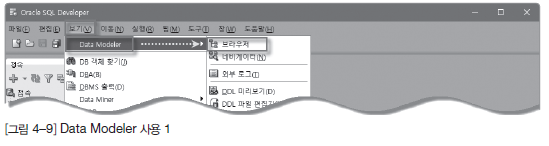 Oracle SQL Developer
파일(F) 편집(E) 보기(V) 이동(N) 실행(R) 팀(M) 도구(T) 창(W) 도움말(H)
Data Modeler
브라우저
네비게이터(N)
접속
DB 객체 찾기(J)
외부 로그(T)
DBA(B)
DBMS 출력(D)
DDL 미리보기(D)
접속
Data Miner
DDL 파일 편집기
[그림 4-9] Data Modeler 사용 1